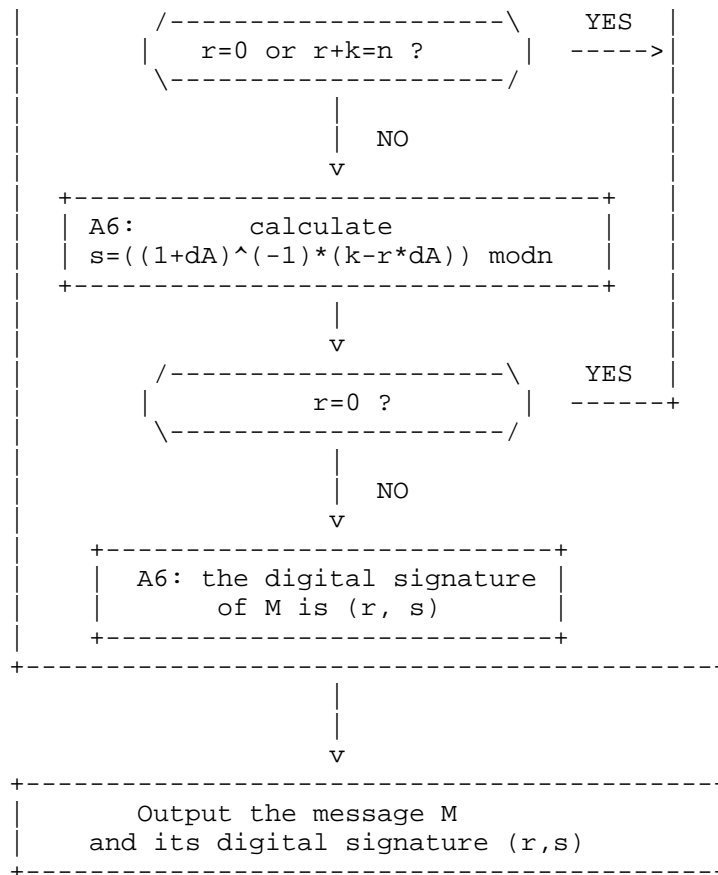 |        /---------------------\    YES  |
|       |   r=0 or r+k=n ?      |  ----->|
|        \---------------------/         |
|                   |                    |
|                   |  NO                |
|                   v                    |
|  +---------------------------------+   |
|  | A6:       calculate             |   |
|  | s=((1+dA)^(-1)*(k-r*dA)) modn   |   |
|  +---------------------------------+   |
|                   |                    |
|                   v                    |
|        /---------------------\    YES  |
|       |          r=0 ?        |  ------+
|        \---------------------/
|                   |
|                   |  NO
|                   v
|    +----------------------------+
|    |  A6: the digital signature |
|    |       of M is (r, s)       |
|    +----------------------------+
+--------------------------------------------
                    |
                    |
                    v
+--------------------------------------------
|       Output the message M
|    and its digital signature (r,s)
+--------------------------------------------